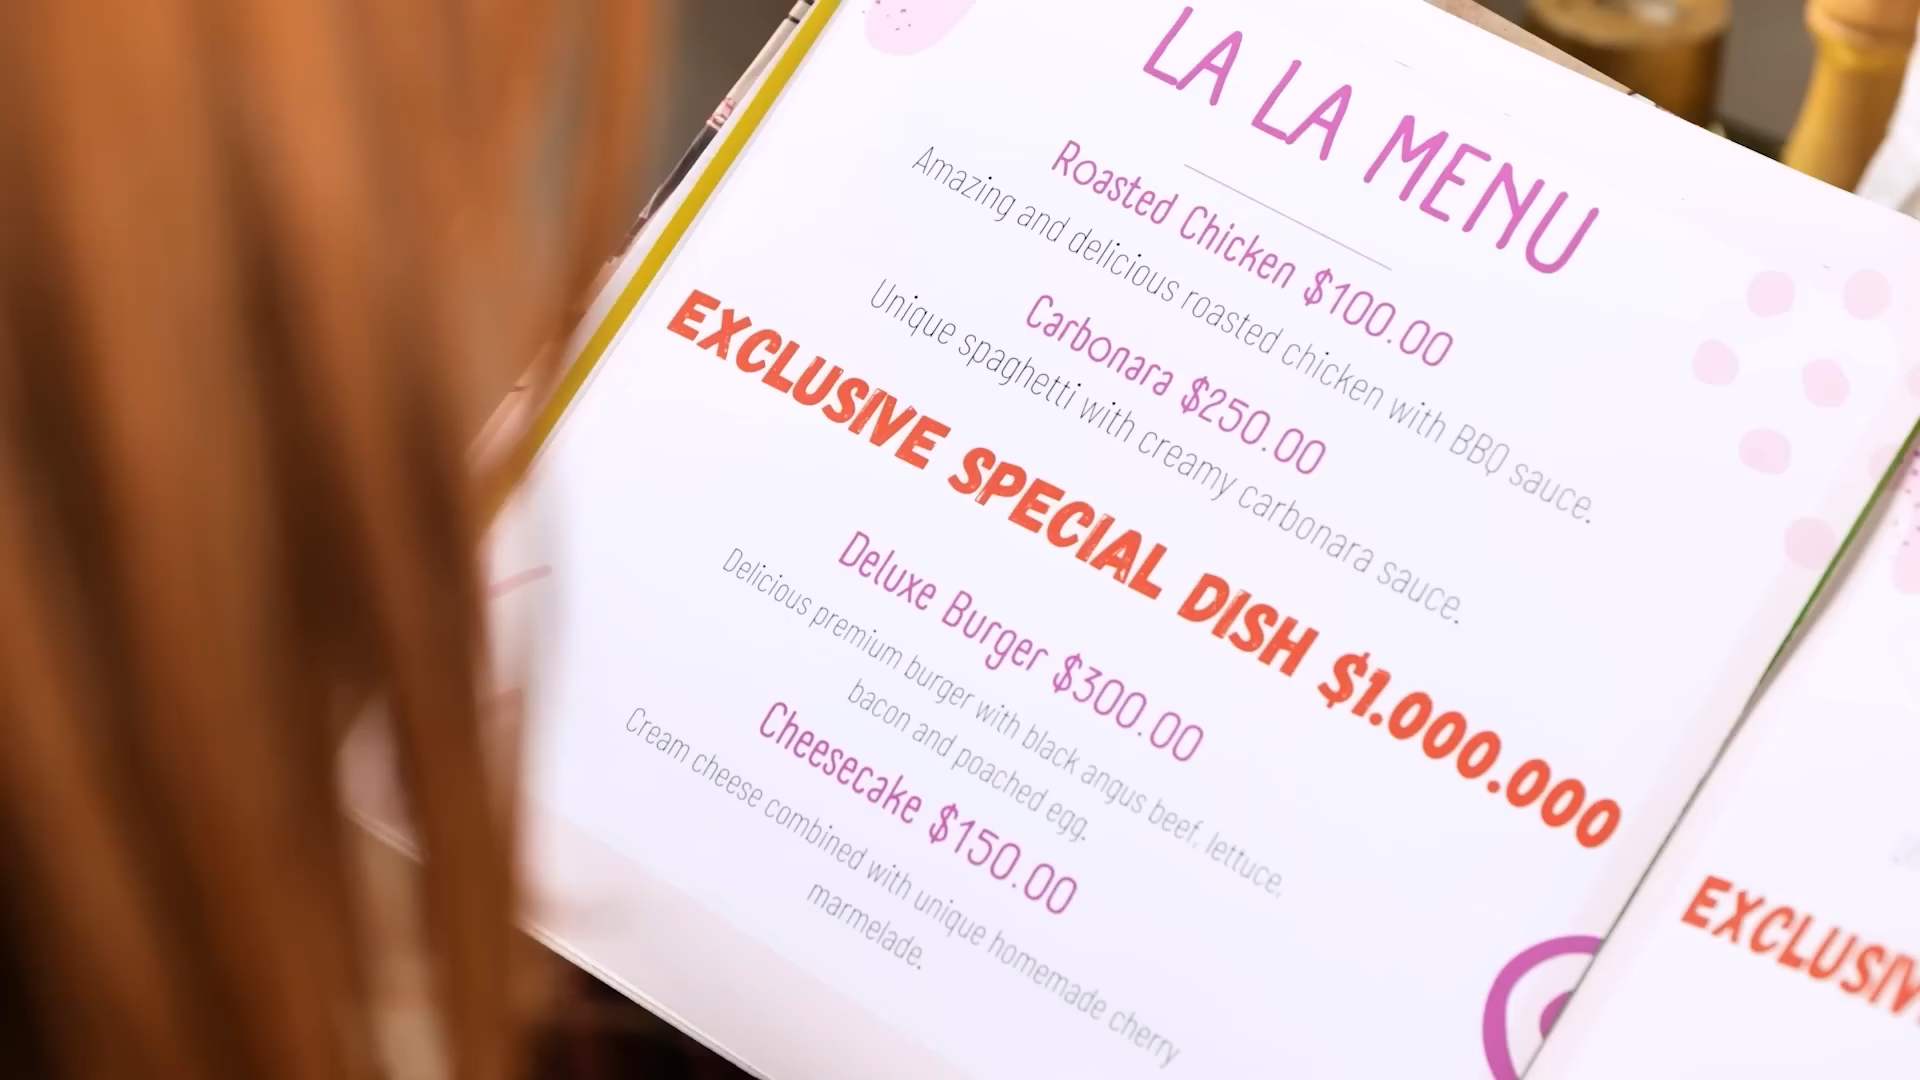 LA LA MENU
Roasted Chicken $100.00
Amazing and delicious roasted chicken with BBQ sauce.
Carbonara $250.00
Unique spaghetti with creamy carbonara sauce.
EXCLUSIVE SPECIAL DISH $1.000.000
Deluxe Burger $300.00
Delicious premium burger with black angus beef, lettuce,
bacon and poached egg.
Cheesecake $150.00
Cream cheese combined with unique homemade cherry
marmelade.
EXCLUSIV